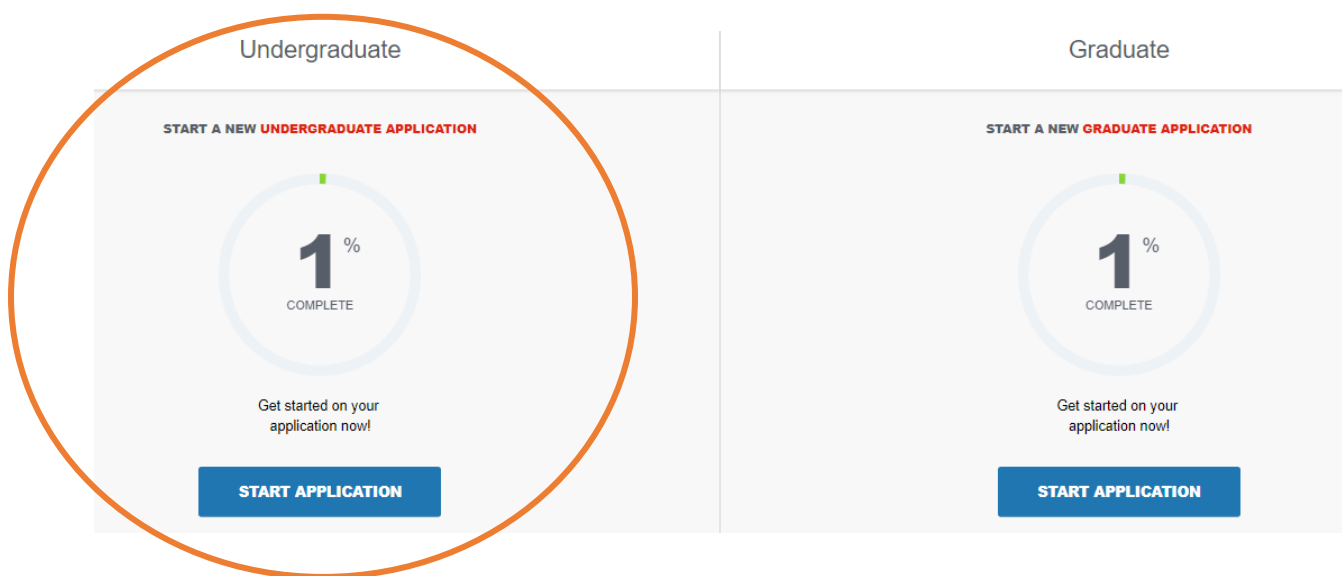 Undergraduate
START A NEW UNDERGRADUATE APPLICATION
1 %
COMPLETE
Get started on your
application now!
START APPLICATION
Graduate
START A NEW GRADUATE APPLICATION
1 %
COMPLETE
Get started on your
application now!
START APPLICATION